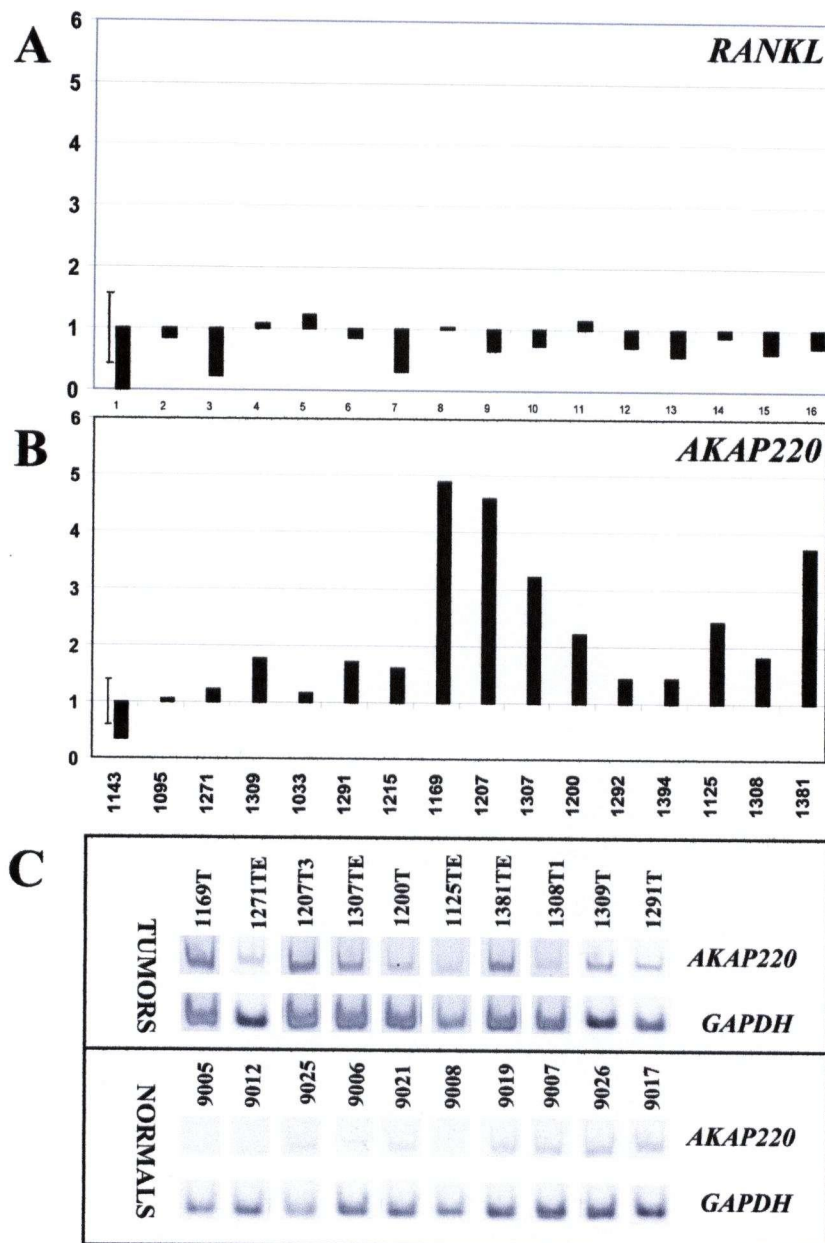 A
RANKL
6
5
4
3
2
1
0
1 2 3 4 5 6 7 8 9 10 11 12 13 14 15 16
B
AKAP220
6
5
4
3
2
1
0
1143 1095 1271 1309 1033 1291 1215 1169 1207 1307 1200 1292 1394 1125 1308 1381
C
TUMORS
1169T 1271TE 1207T3 1307TE 1200T 1125TE 1381TE 1308T1 1309T 1291T
AKAP220
GAPDH
NORMALS
9005 9012 9025 9006 9021 9008 9019 9007 9026 9017
AKAP220
GAPDH